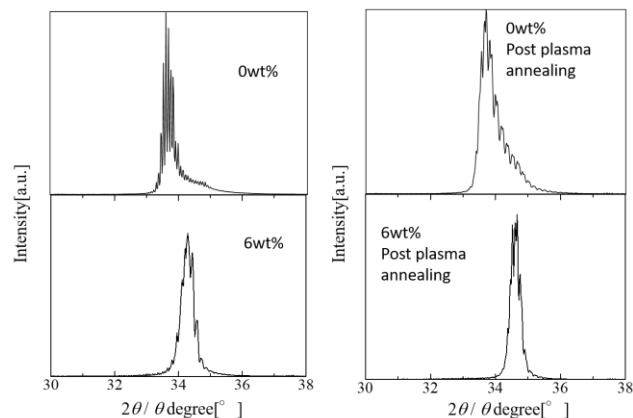 0wt%
Intensity[a.u.]
6wt%
30 32 34 36 38
2θ/ θ degree[°]
0wt%
Post plasma
annealing
Intensity[a.u.]
6wt%
Post plasma
annealing
30 32 34 36 38
2θ/ θ degree[°]